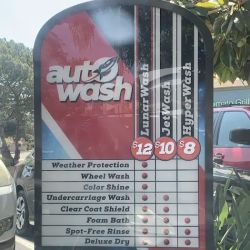 auto
wash
LunarWash
JetWash
HyperWash
$12 $10 $8
Weather Protection
Wheel Wash
Color Shine
Undercarriage Wash
Clear Coat Shield
Foam Bath
Spot-Free Rinse
Deluxe Dry